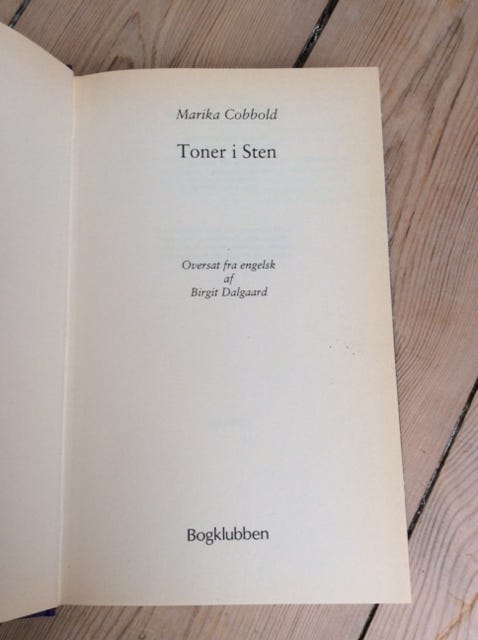 Marika Cobbold
Toner i Sten
Oversat fra engelsk
af
Birgit Dalgaard
Bogklubben